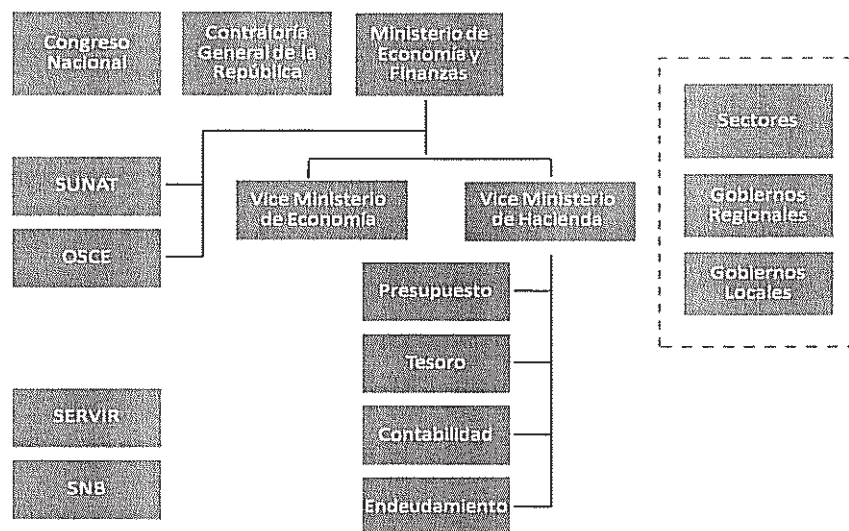 Congreso
Nacional
Contraloría
General de la
República
Ministerio de
Economía y
Finanzas
Sectores
SUNAT
Vice Ministerio
de Economía
Vice Ministerio
de Hacienda
Gobiernos
Regionales
OSCE
Gobiernos
Locales
Presupuesto
Tesoro
SERVIR
Contabilidad
SNB
Endeudamiento